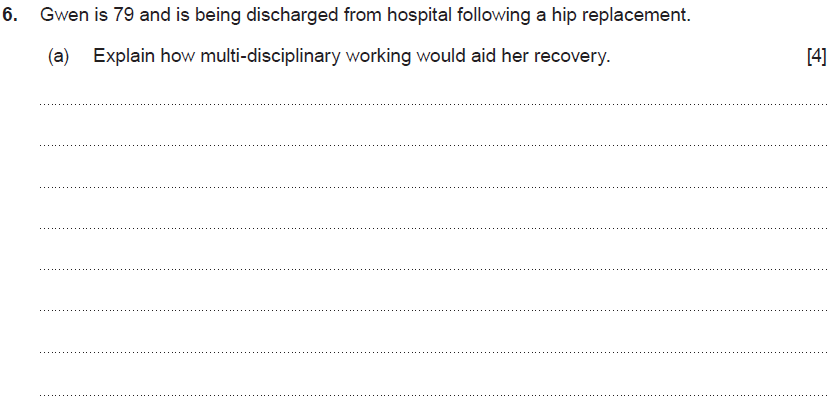 6. Gwen is 79 and is being discharged from hospital following a hip replacement.
(a) Explain how multi-disciplinary working would aid her recovery. [4]